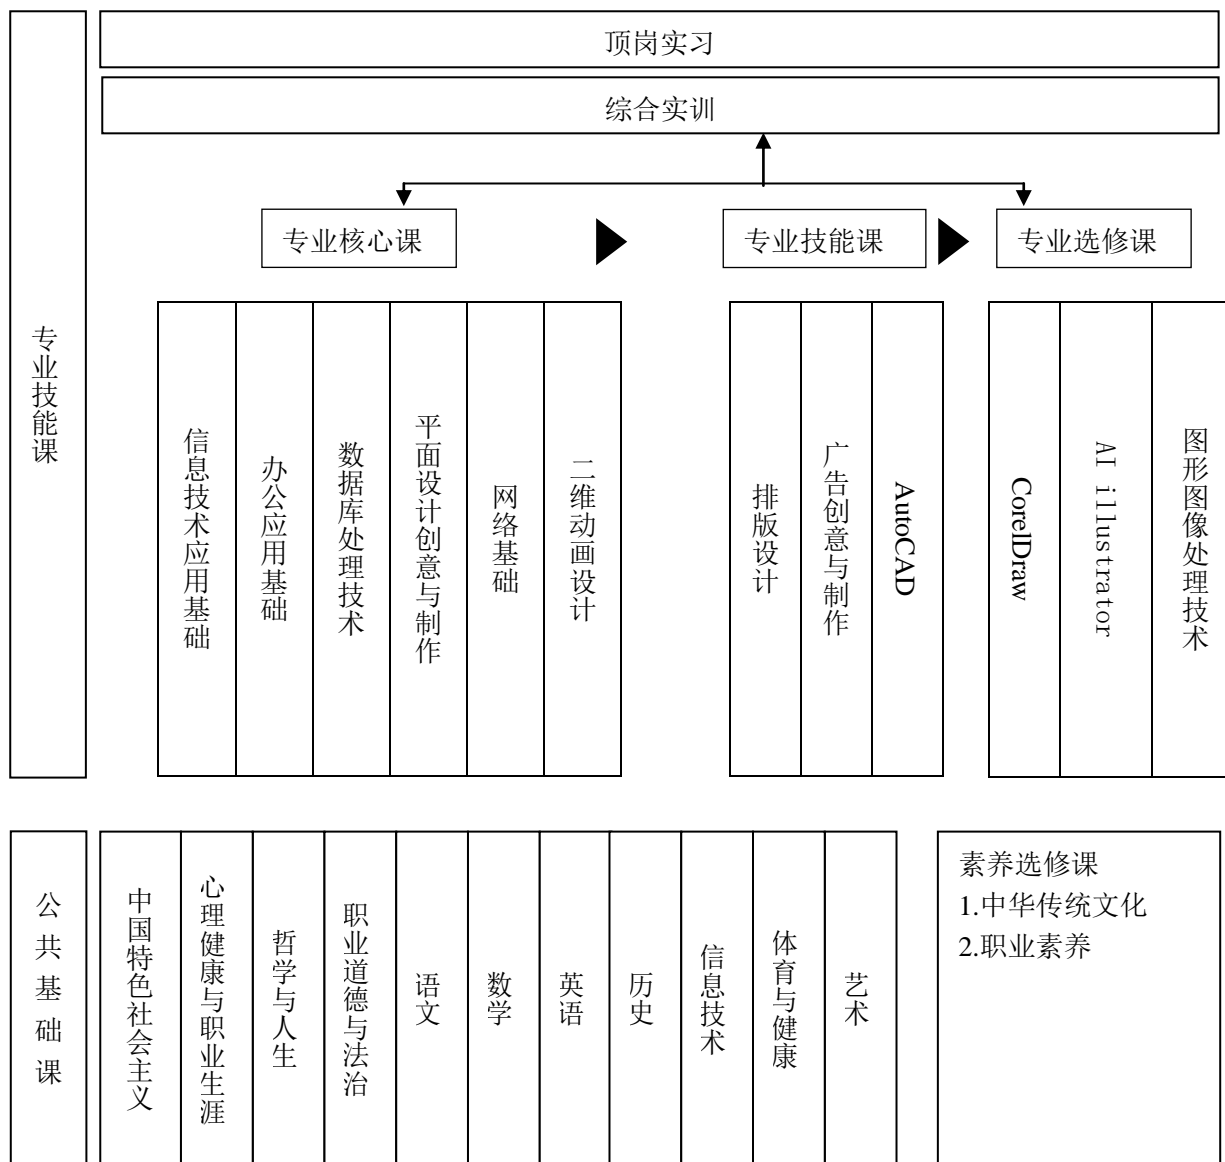 顶岗实习
综合实训
专业核心课
专业技能课
专业选修课
专业技能课
信息技术应用基础
办公应用基础
数据库处理技术
平面设计创意与制作
网络基础
二维动画设计
排版设计
广告创意与制作
AutoCAD
CorelDraw
AI illustrator
图形图像处理技术
公共基础课
中国特色社会主义
心理健康与职业生涯
哲学与人生
职业道德与法治
语文
数学
英语
历史
信息技术
体育与健康
艺术
素养选修课
1.中华传统文化
2.职业素养